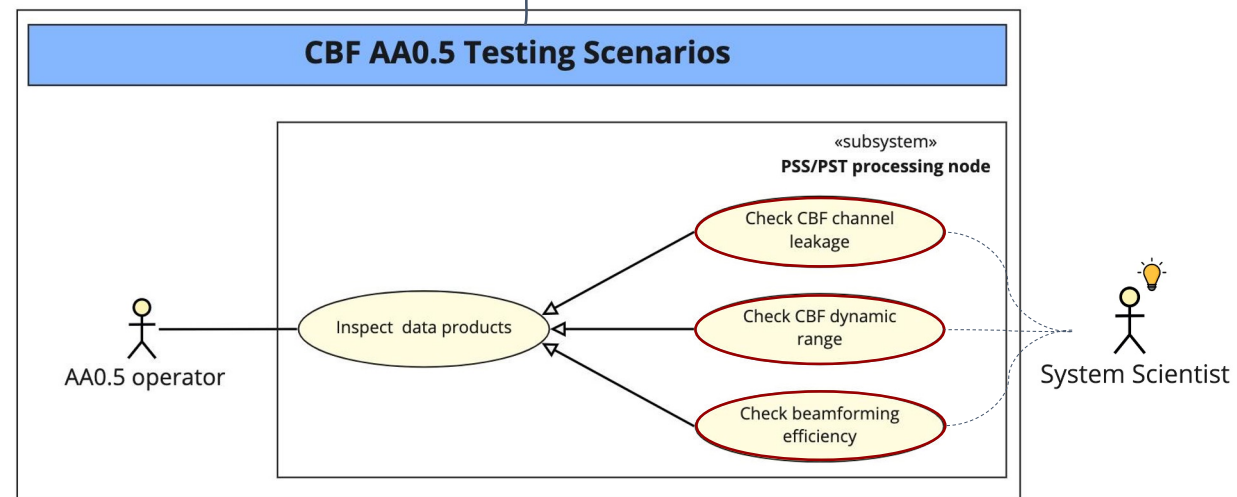 CBF AA0.5 Testing Scenarios
«subsystem»
PSS/PST processing node
Check CBF channel
leakage
Inspect data products
Check CBF dynamic
range
AA0.5 operator
System Scientist
Check beamforming
efficiency